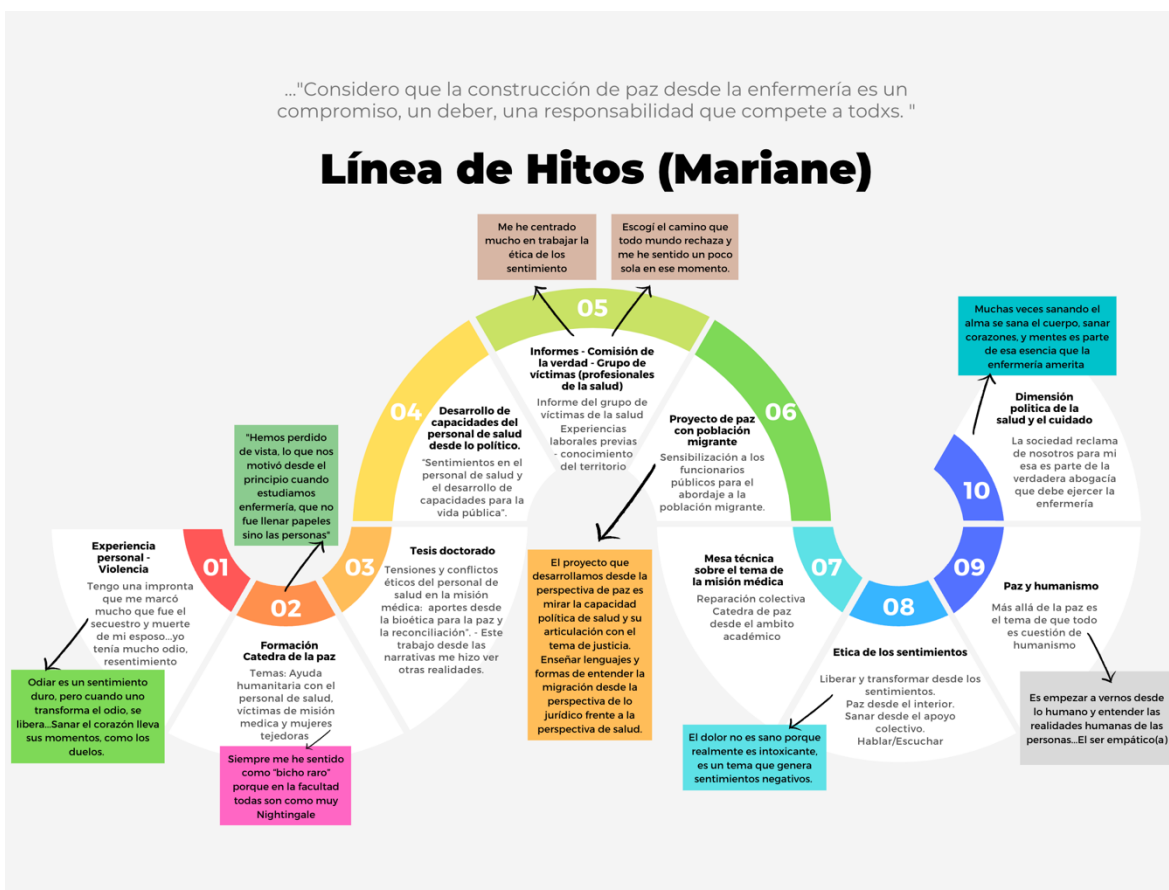 ..."Considero que la construcción de paz desde la enfermería es un
compromiso, un deber, una responsabilidad que compete a todxs. "
Línea de Hitos (Mariane)
Me he centrado
mucho en trabajar la
ética de los
sentimiento
Escogí el camino que
todo mundo rechaza y
me he sentido un poco
sola en ese momento.
01
Experiencia
personal -
Violencia
Tengo una impronta
que me marcó
mucho que fue el
secuestro y muerte
de mi esposo...yo
tenía mucho odio,
resentimiento
Odiar es un sentimiento
duro, pero cuando uno
transforma el odio, se
libera...Sanar el corazón lleva
sus momentos, como los
duelos.
"Hemos perdido
de vista, lo que nos
motivó desde el
principio cuando
estudiamos
enfermería, que no
fue llenar papeles
sino las personas"
02
Formación
Catedra de la paz
Temas: Ayuda
humanitaria con el
personal de salud,
víctimas de misión
medica y mujeres
tejedoras
Siempre me he sentido
como "bicho raro"
porque en la facultad
todas son como muy
Nightingale
03
Tesis doctorado
Tensiones y conflictos
éticos del personal de
salud en la misión
médica: aportes desde
la bioética para la paz y
la reconciliación". - Este
trabajo desde las
narrativas me hizo ver
otras realidades.
04
Desarrollo de
capacidades del
personal de salud
desde lo político.
"Sentimientos en el
personal de salud y
el desarrollo de
capacidades para la
vida pública".
05
Informes - Comisión de
la verdad - Grupo de
víctimas (profesionales
de la salud)
Informe del grupo de
víctimas de la salud
Experiencias
laborales previas
- conocimiento
del territorio
06
Proyecto de paz
con población
migrante
Sensibilización a los
funcionarios
públicos para el
abordaje a la
población migrante.
El proyecto que
desarrollamos desde la
perspectiva de paz es
mirar la capacidad
política de salud y su
articulación con el
tema de justicia.
Enseñar lenguajes y
formas de entender la
migración desde la
perspectiva de lo
jurídico frente a la
perspectiva de salud.
07
Mesa técnica
sobre el tema de
la misión médica
Reparación colectiva
Catedra de paz
desde el ambito
académico
08
Etica de los sentimientos
Liberar y transformar desde los
sentimientos.
Paz desde el interior.
Sanar desde el apoyo
colectivo.
Hablar/Escuchar
El dolor no es sano porque
realmente es intoxicante,
es un tema que genera
sentimientos negativos.
09
Paz y humanismo
Más allá de la paz es
el tema de que todo
es cuestión de
humanismo
Es empezar a vernos desde
lo humano y entender las
realidades humanas de las
personas...El ser empático(a)
10
Dimensión
politica de la
salud y el cuidado
La sociedad reclama
de nosotros para mi
esa es parte de la
verdadera abogacía
que debe ejercer la
enfermería
Muchas veces sanando el
alma se sana el cuerpo, sanar
corazones, y mentes es parte
de esa esencia que la
enfermería amerita